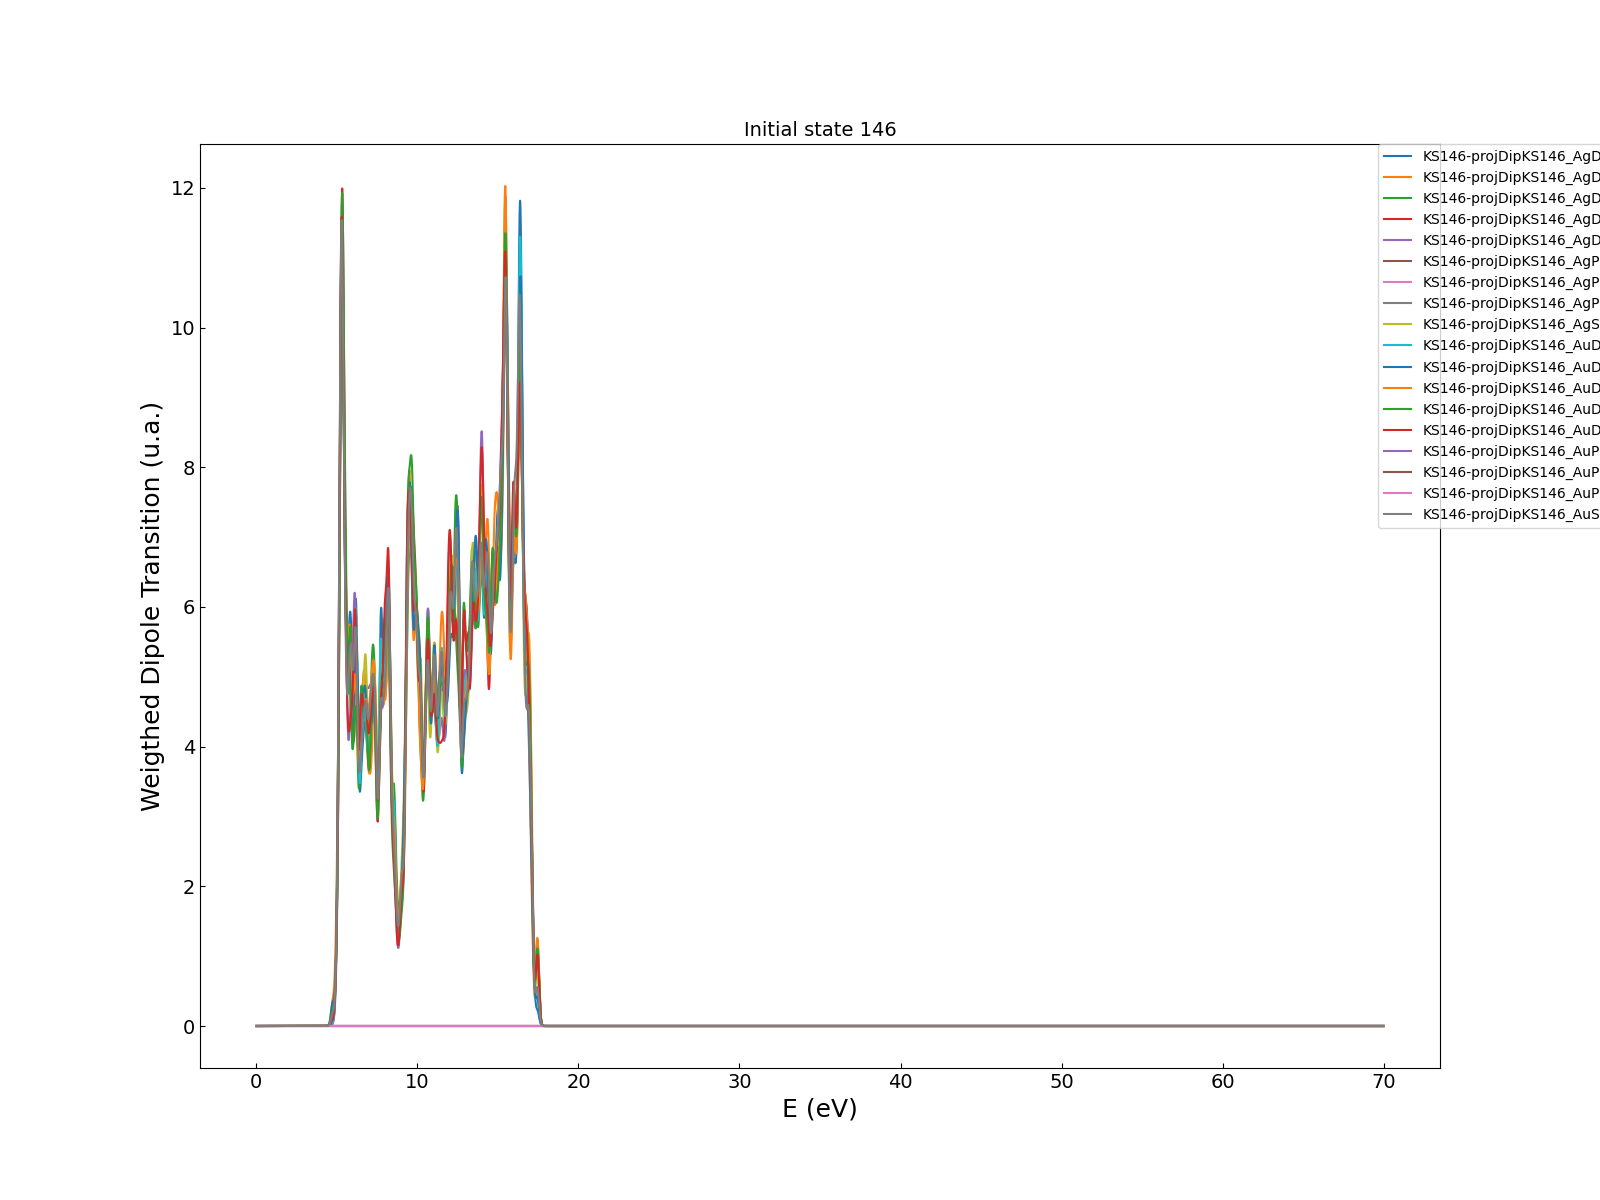 Initial state 146
12
10
8
6
4
2
0
Weigthed Dipole Transition (u.a.)
0 10 20 30 40 50 60 70
E (eV)
KS146-projDipKS146_AgD
KS146-projDipKS146_AgD
KS146-projDipKS146_AgD
KS146-projDipKS146_AgD
KS146-projDipKS146_AgD
KS146-projDipKS146_AgP
KS146-projDipKS146_AgP
KS146-projDipKS146_AgP
KS146-projDipKS146_AgS
KS146-projDipKS146_AuD
KS146-projDipKS146_AuD
KS146-projDipKS146_AuD
KS146-projDipKS146_AuD
KS146-projDipKS146_AuD
KS146-projDipKS146_AuP
KS146-projDipKS146_AuP
KS146-projDipKS146_AuP
KS146-projDipKS146_AuS